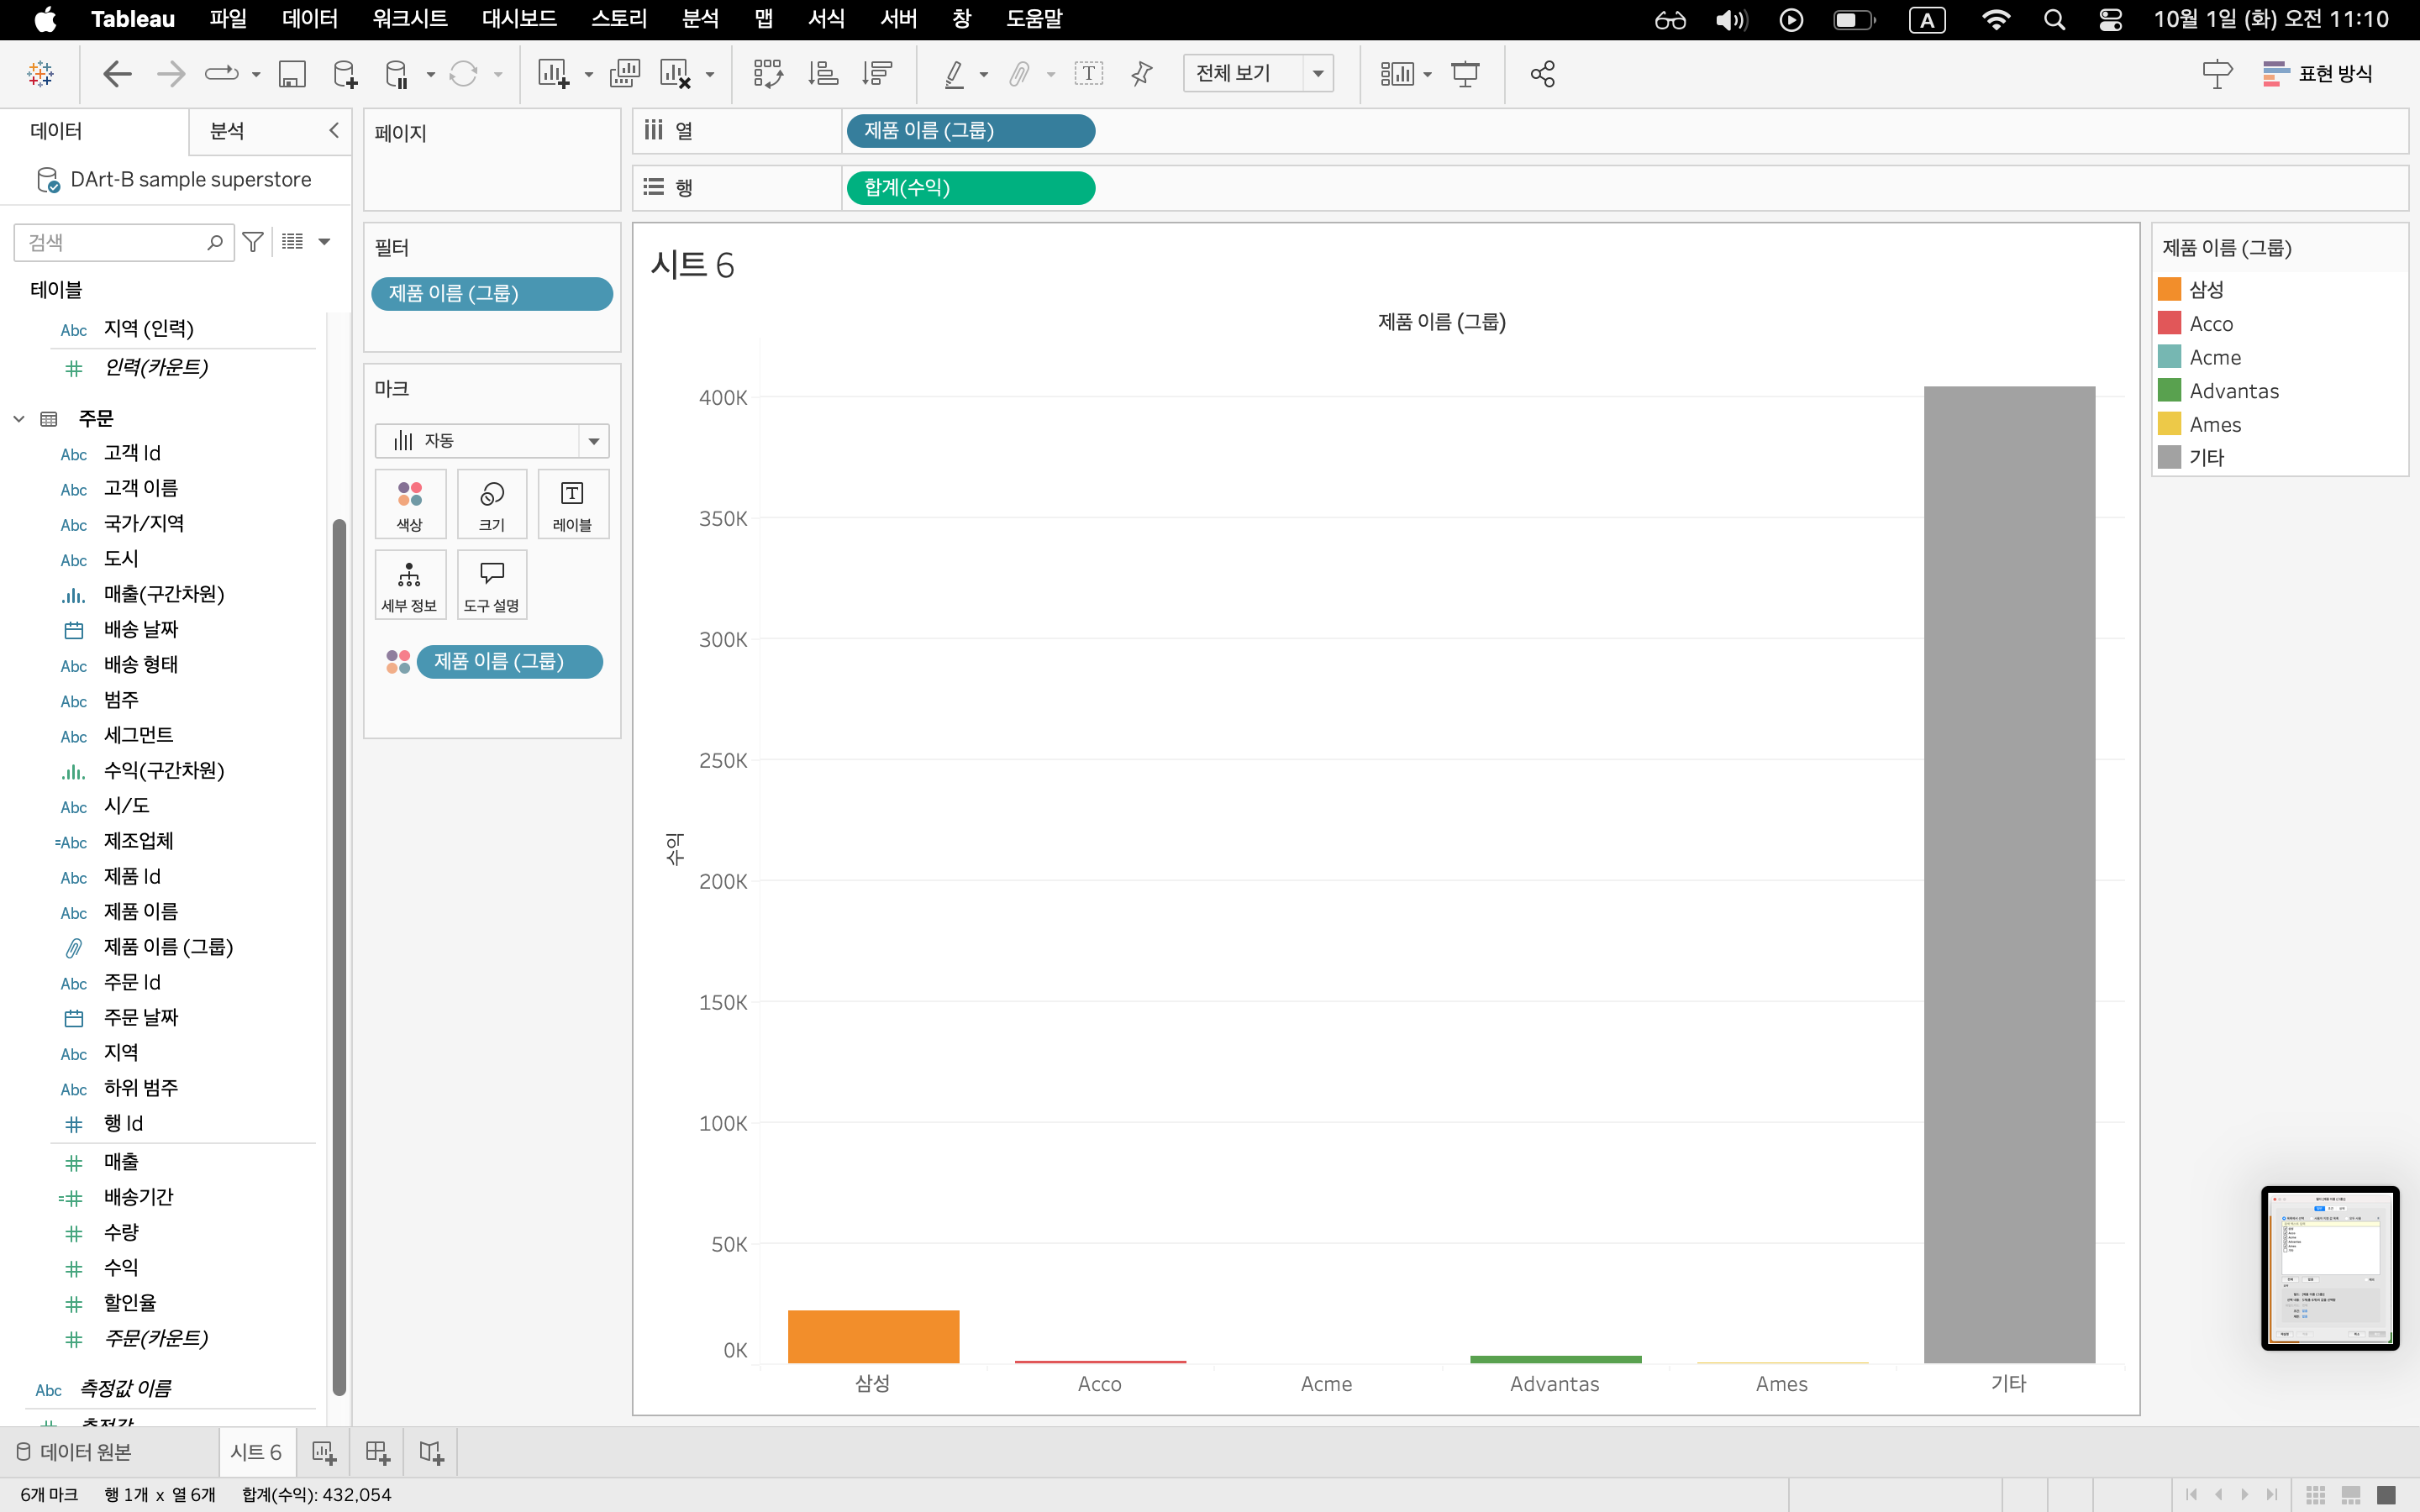 Tableau 파일 데이터 워크시트 대시보드 스토리 분석 맵 서식 서버 창 도움말 A 10월 1일 (화) 오전 11:10
전체 보기 표현 방식
데이터 분석
DArt-B sample superstore
검색
테이블
Abc 지역 (인력)
인력(카운트)
주문
Abc 고객 Id
Abc 고객 이름
Abc 국가/지역
Abc 도시
매출(구간차원)
배송 날짜
Abc 배송 형태
Abc 범주
Abc 세그먼트
수익(구간차원)
Abc 시/도
=Abc 제조업체
Abc 제품 Id
Abc 제품 이름
제품 이름 (그룹)
Abc 주문 Id
주문 날짜
Abc 지역
Abc 하위 범주
행 Id
매출
배송기간
수량
수익
할인율
주문(카운트)
Abc 측정값 이름
측정값
페이지
필터
제품 이름 (그룹)
마크
자동
색상 크기 레이블
세부 정보 도구 설명
제품 이름 (그룹)
열 제품 이름 (그룹)
행 합계(수익)
시트 6
제품 이름 (그룹)
수익
400K
350K
300K
250K
200K
150K
100K
50K
0K
삼성 Acco Acme Advantas Ames 기타
제품 이름 (그룹)
삼성
Acco
Acme
Advantas
Ames
기타
데이터 원본 시트 6
6개 마크 행 1개 x 열 6개 합계(수익): 432,054